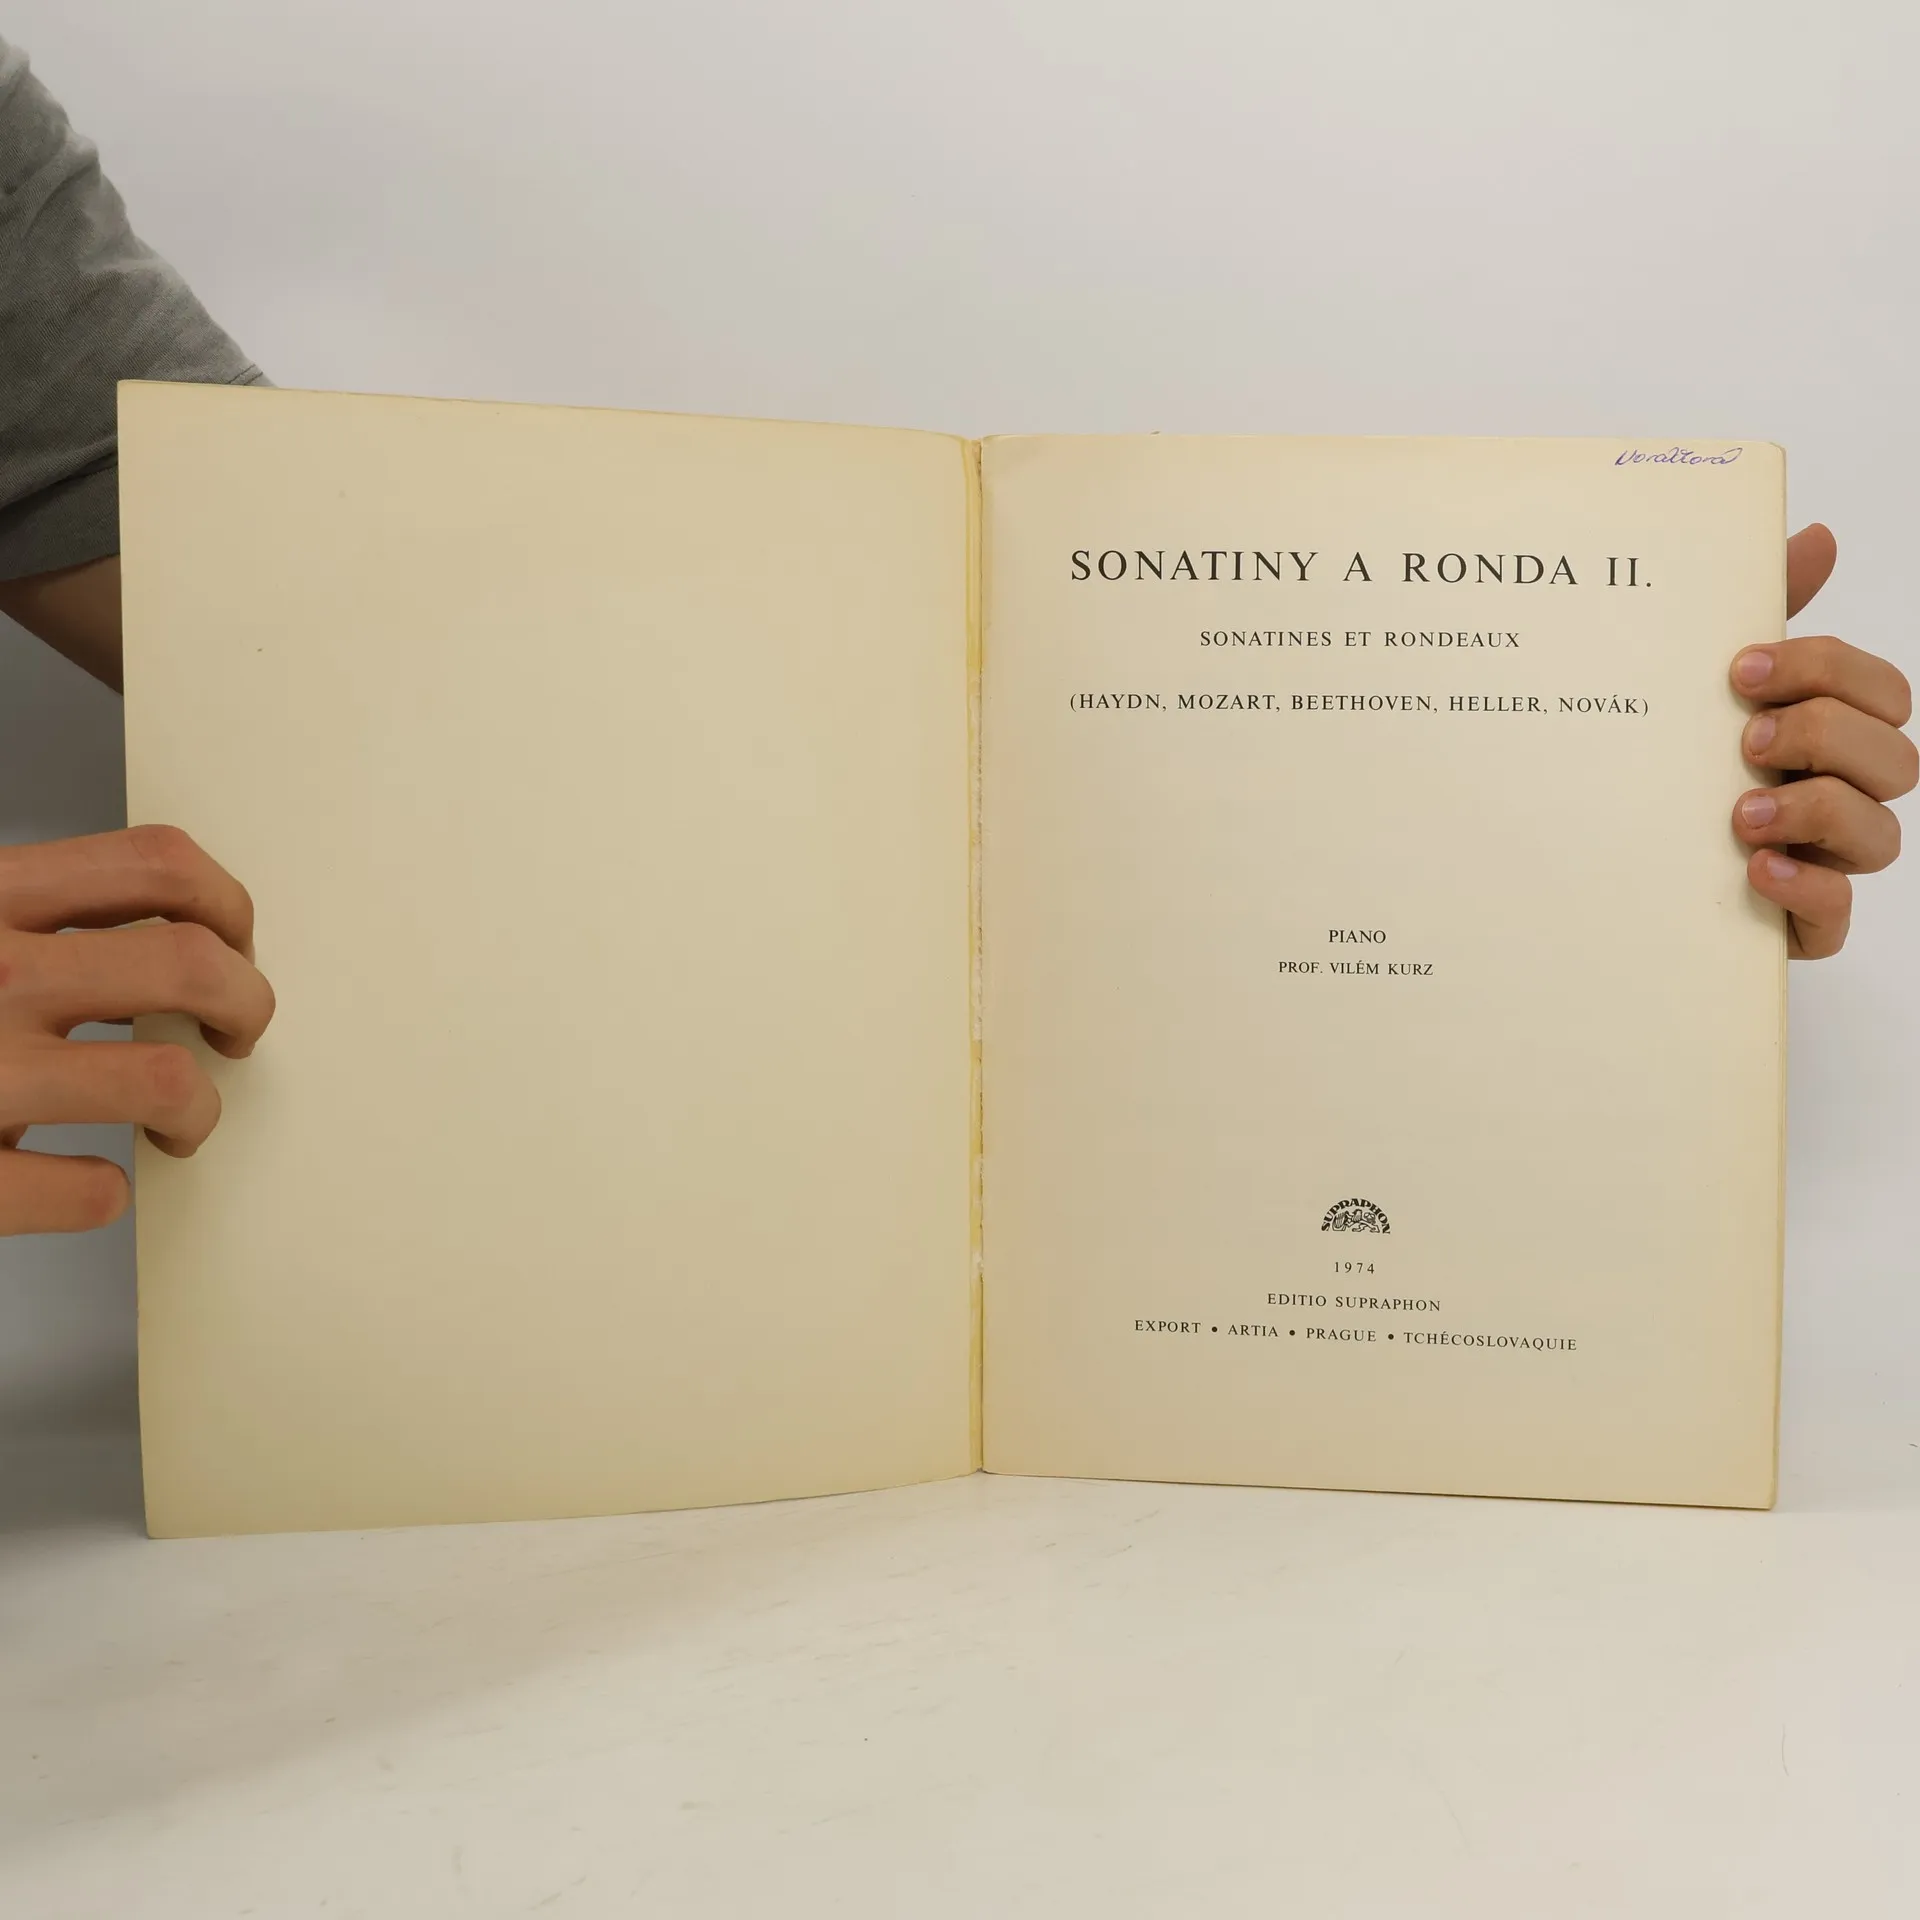 SONATINY A RONDA II.
SONATINES ET RONDEAUX
(HAYDN, MOZART, BEETHOVEN, HELLER, NOVÁK)
PIANO
PROF. VILÉM KURZ
SUPRAPHON
1974
EDITIO SUPRAPHON
EXPORT • ARTIA • PRAGUE • TCHÉCOSLOVAQUIE